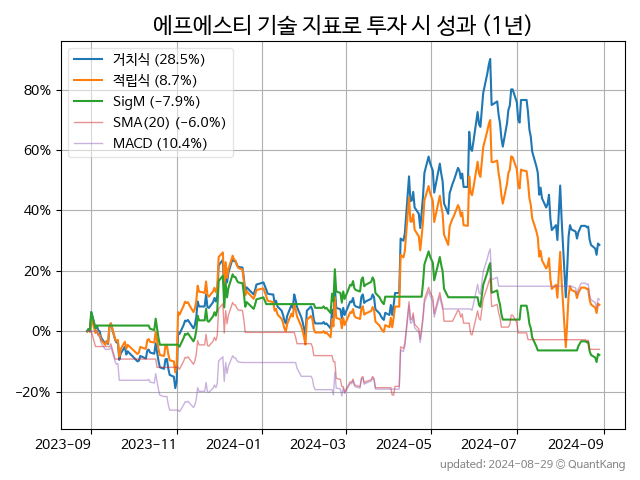 에프에스티 기술 지표로 투자 시 성과 (1년)
거치식 (28.5%)
적립식 (8.7%)
SigM (−7.9%)
SMA(20) (−6.0%)
MACD (10.4%)
80%
60%
40%
20%
0%
−20%
2023-09 2023-11 2024-01 2024-03 2024-05 2024-07 2024-09
updated: 2024-08-29 © QuantKang